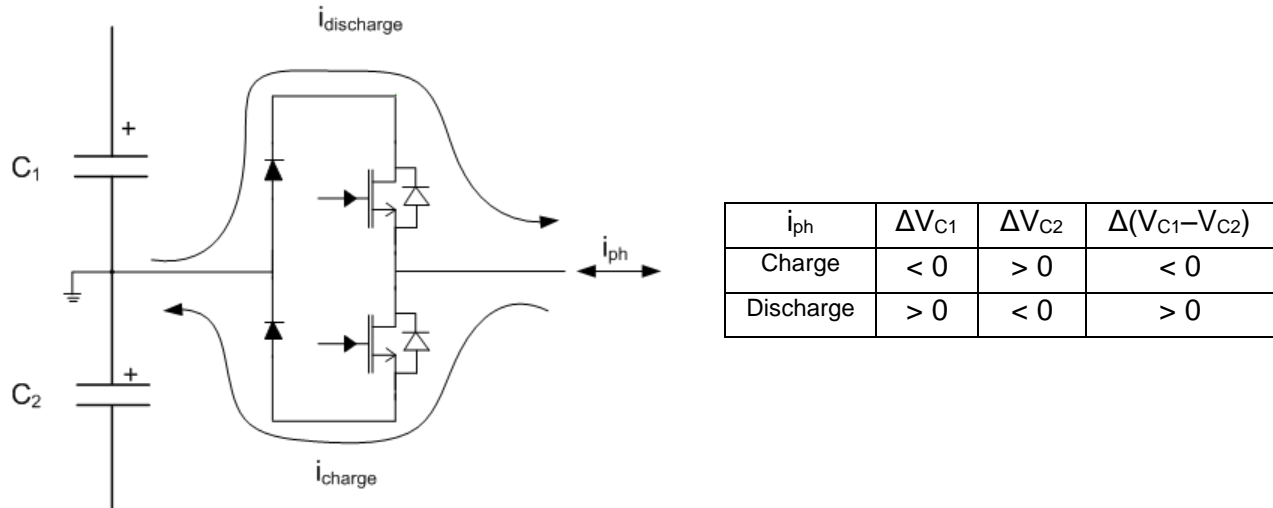 i_discharge
+
C₁
i_ph
+
C₂
i_charge
i_ph ΔV_C1 ΔV_C2 Δ(V_C1–V_C2)
Charge < 0 > 0 < 0
Discharge > 0 < 0 > 0